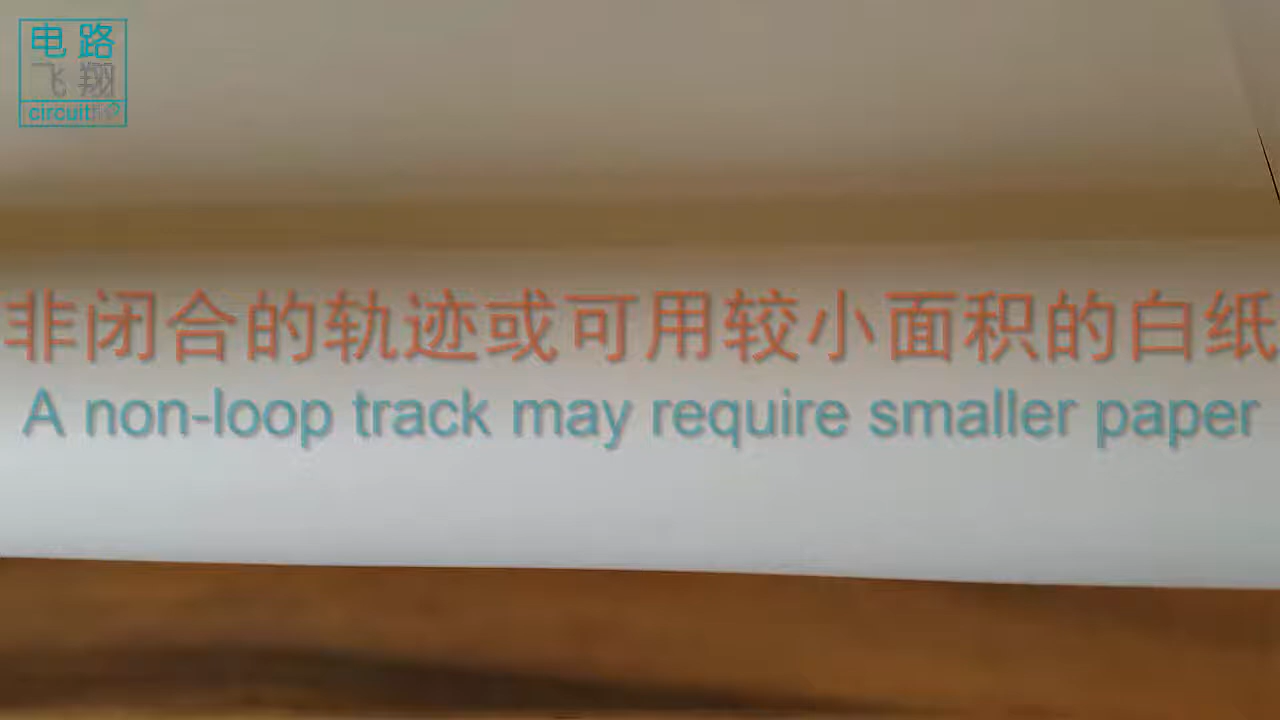 电路
飞翔
circuit
非闭合的轨迹或可用较小面积的白纸
A non-loop track may require smaller paper